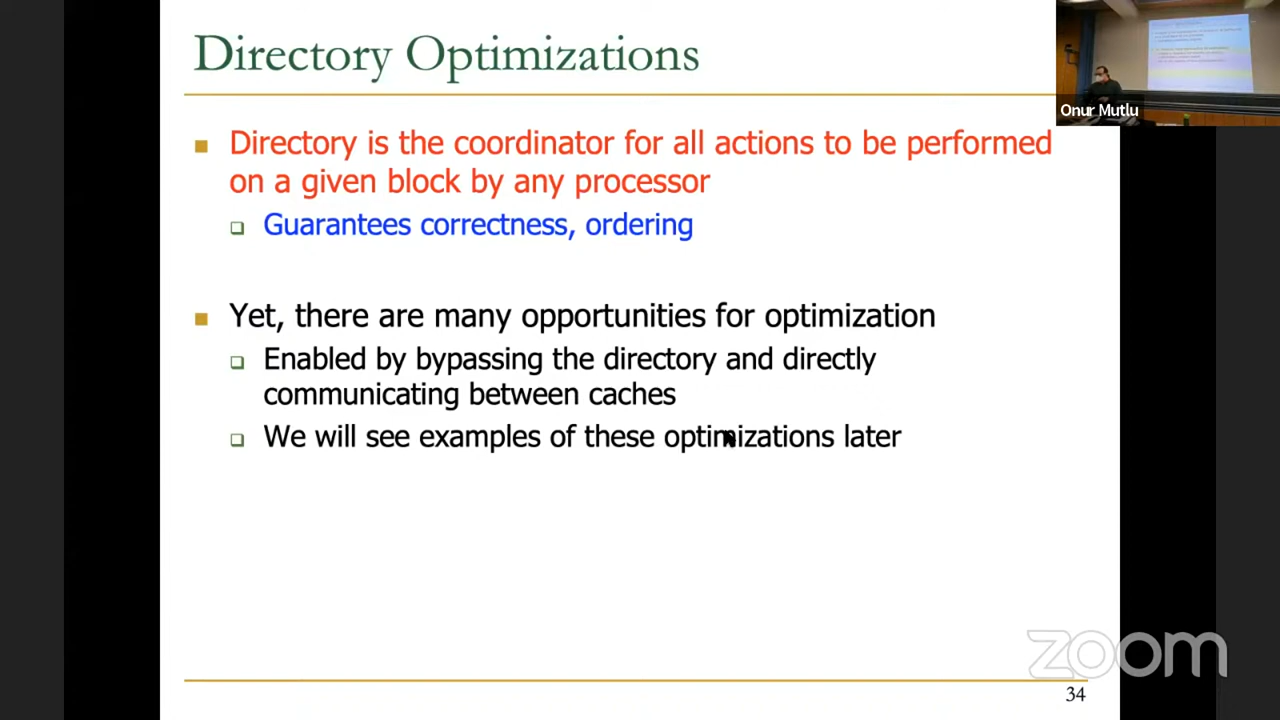 Directory Optimizations
Onur Mutlu
Directory is the coordinator for all actions to be performed
on a given block by any processor
Guarantees correctness, ordering
Yet, there are many opportunities for optimization
Enabled by bypassing the directory and directly
communicating between caches
We will see examples of these optimizations later
zoom
34